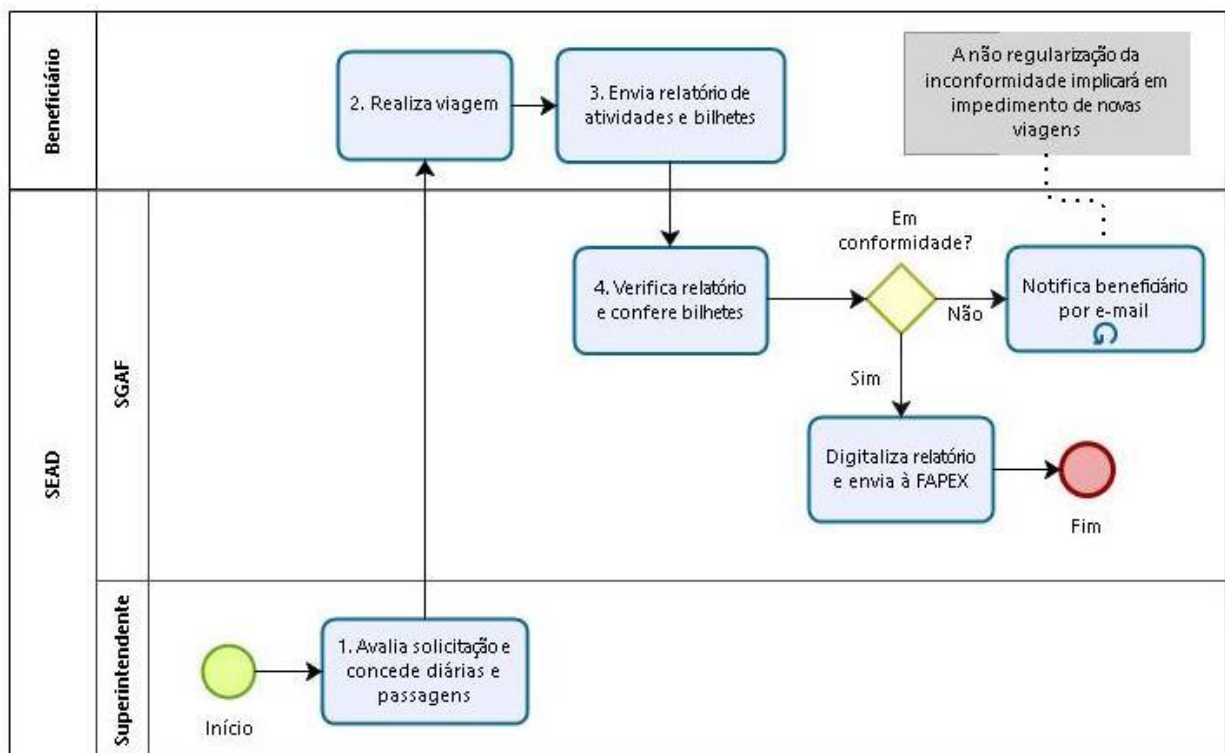 Beneficiário
2. Realiza viagem
3. Envia relatório de
atividades e bilhetes
A não regularização da
inconformidade implicará em
impedimento de novas
viagens
SEAD
SGAF
4. Verifica relatório
e confere bilhetes
Em
conformidade?
Não
Notifica beneficiário
por e-mail
Sim
Digitaliza relatório
e envia à FAPEX
Fim
Superintendente
Início
1. Avalia solicitação e
concede diárias e
passagens